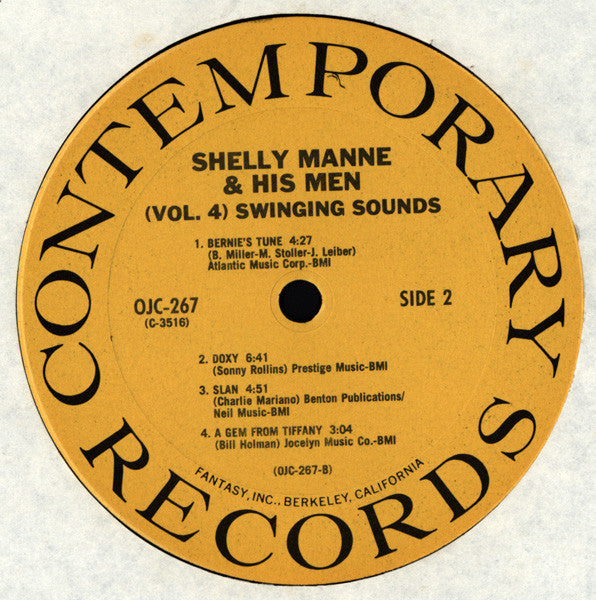 CONTEMPORARY
RECORDS
SHELLY MANNE
& HIS MEN
(VOL. 4) SWINGING SOUNDS
1. BERNIE'S TUNE 4:27
(B. Miller-M. Stoller-J. Leiber)
Atlantic Music Corp.-BMI
OJC-267
(C-3516)
SIDE 2
2. DOXY 6:41
(Sonny Rollins) Prestige Music-BMI
3. SLAN 4:51
(Charlie Mariano) Benton Publications/
Neil Music-BMI
4. A GEM FROM TIFFANY 3:04
(Bill Holman) Jocelyn Music Co.-BMI
(OJC-267-B)
FANTASY, INC., BERKELEY, CALIFORNIA